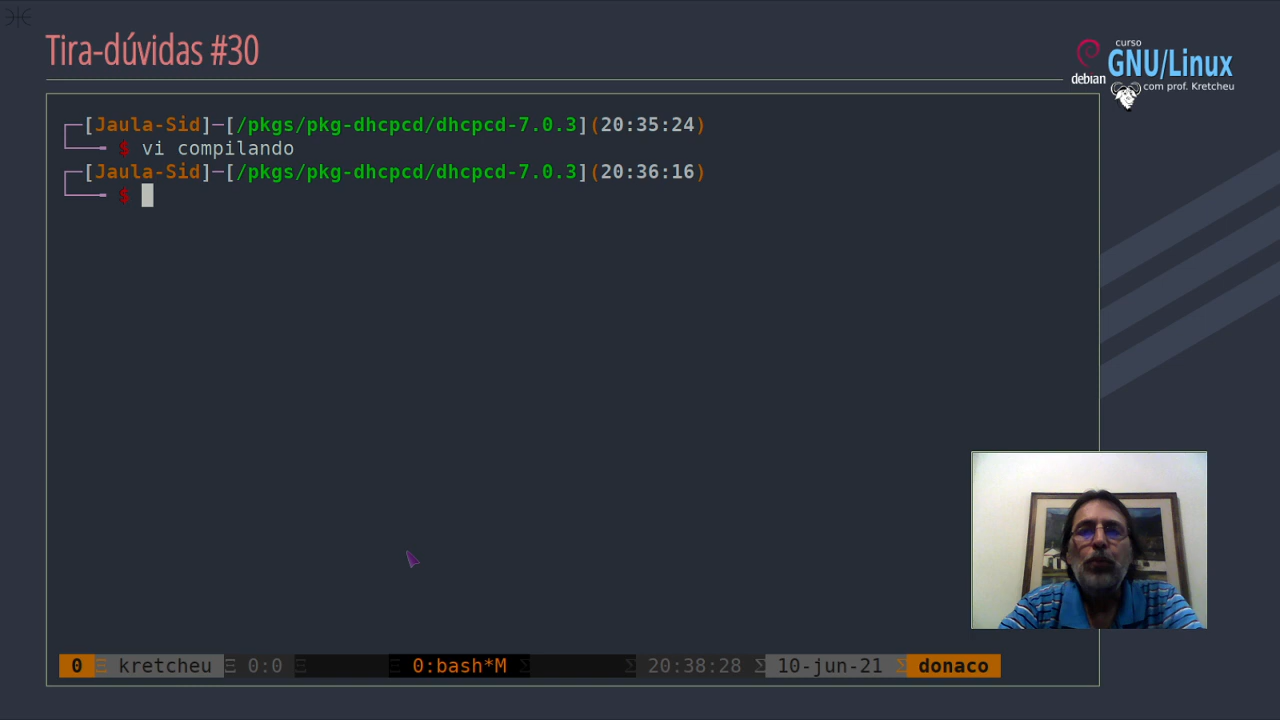 Tira-dúvidas #30
curso
GNU/Linux
debian
com prof. Kretcheu
[Jaula-Sid]─[/pkgs/pkg-dhcpcd/dhcpcd-7.0.3](20:35:24)
$ vi compilando
[Jaula-Sid]─[/pkgs/pkg-dhcpcd/dhcpcd-7.0.3](20:36:16)
$
0 Ξ kretcheu Ξ 0:0 Ξ Ξ 0:bash*M Σ Σ 20:38:28 Σ 10-jun-21 Σ donaco